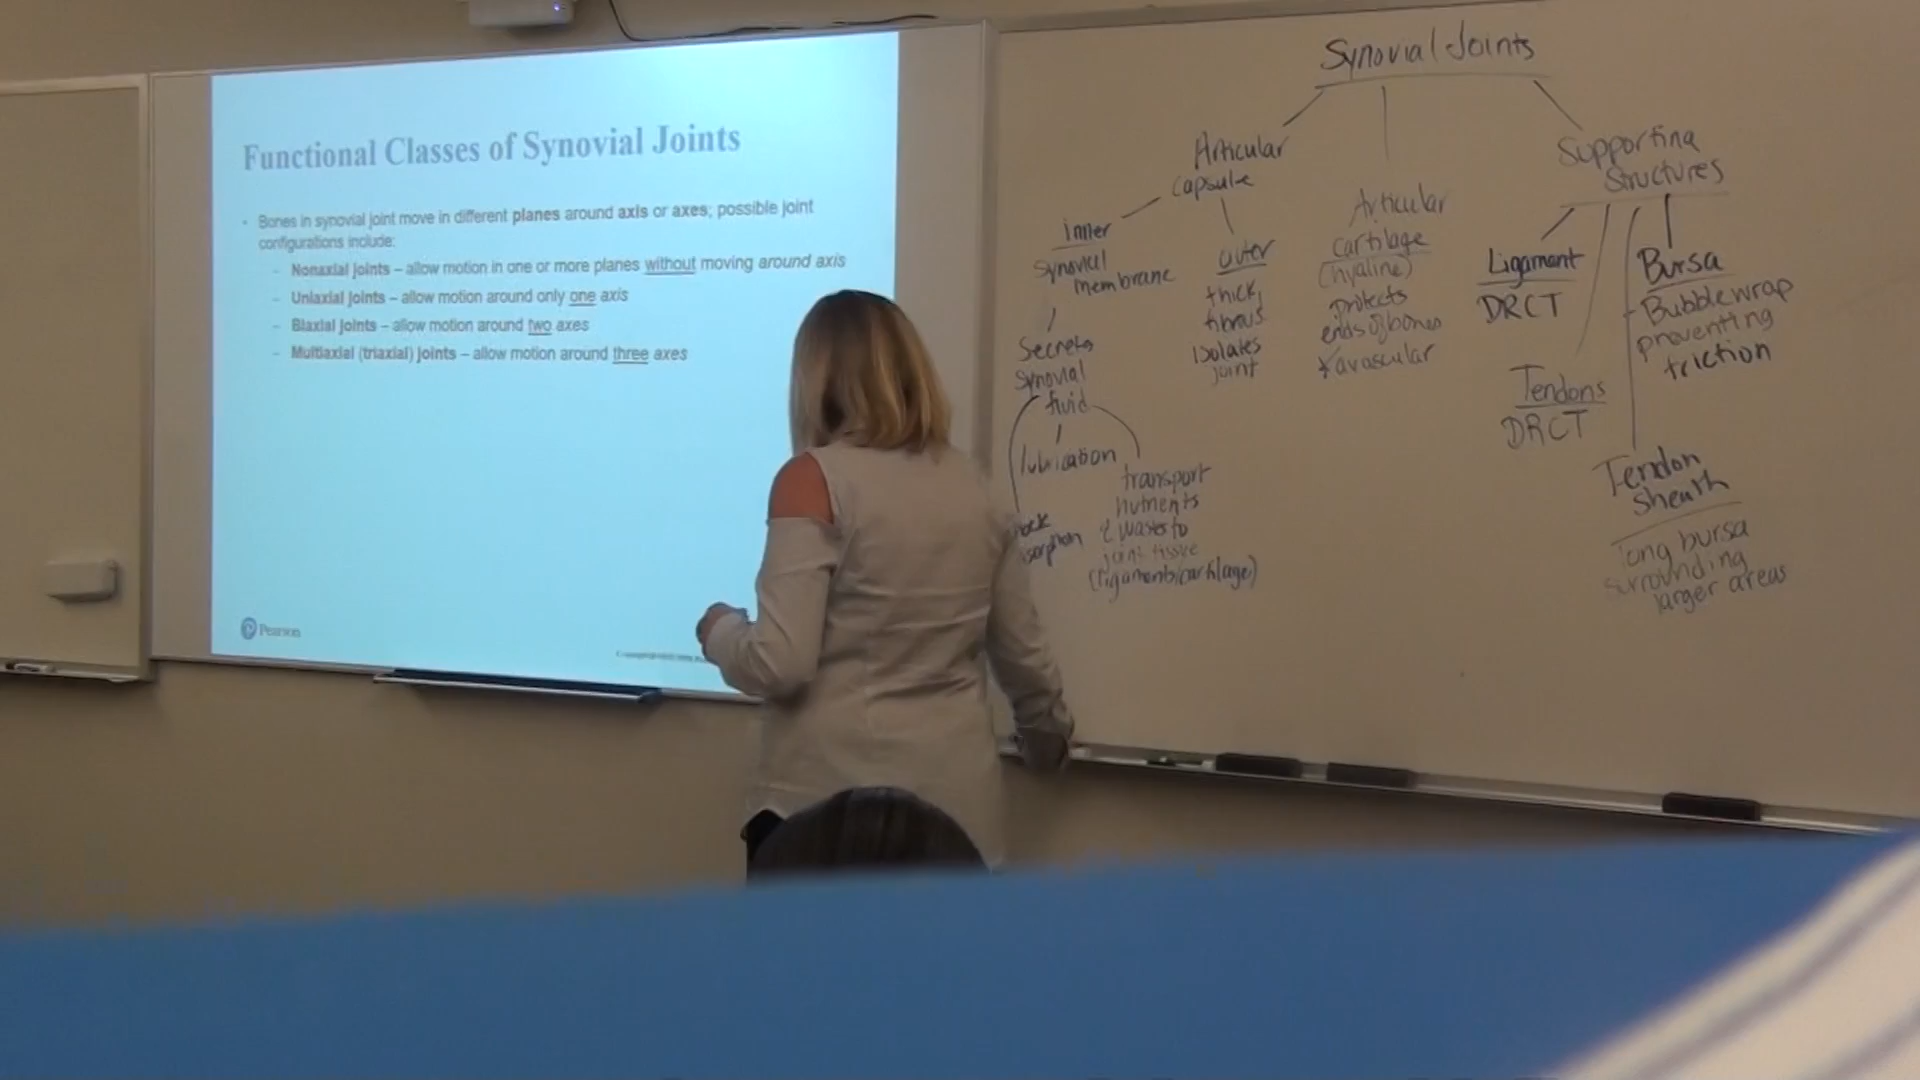 Functional Classes of Synovial Joints
• Bones in synovial joint move in different planes around axis or axes; possible joint
configurations include:
– Nonaxial joints – allow motion in one or more planes without moving around axis
– Uniaxial joints – allow motion around only one axis
– Biaxial joints – allow motion around two axes
– Multiaxial (triaxial) joints – allow motion around three axes
Pearson
Synovial Joints
Articular
capsule
inner
synovial
membrane
Secretes
Synovial
fluid
lubrication
transport
nutrients
& wastes to
joint tissue
(ligaments/cartilage)
outer
thick,
fibrous
isolates
joint
Articular
cartilage
(hyaline)
protects
ends of bones
* avascular
Supporting
Structures
Ligament
DRCT
Tendons
DRCT
Tendon
Sheath
long bursa
surrounding
larger areas
Bursa
- Bubblewrap
preventing
friction